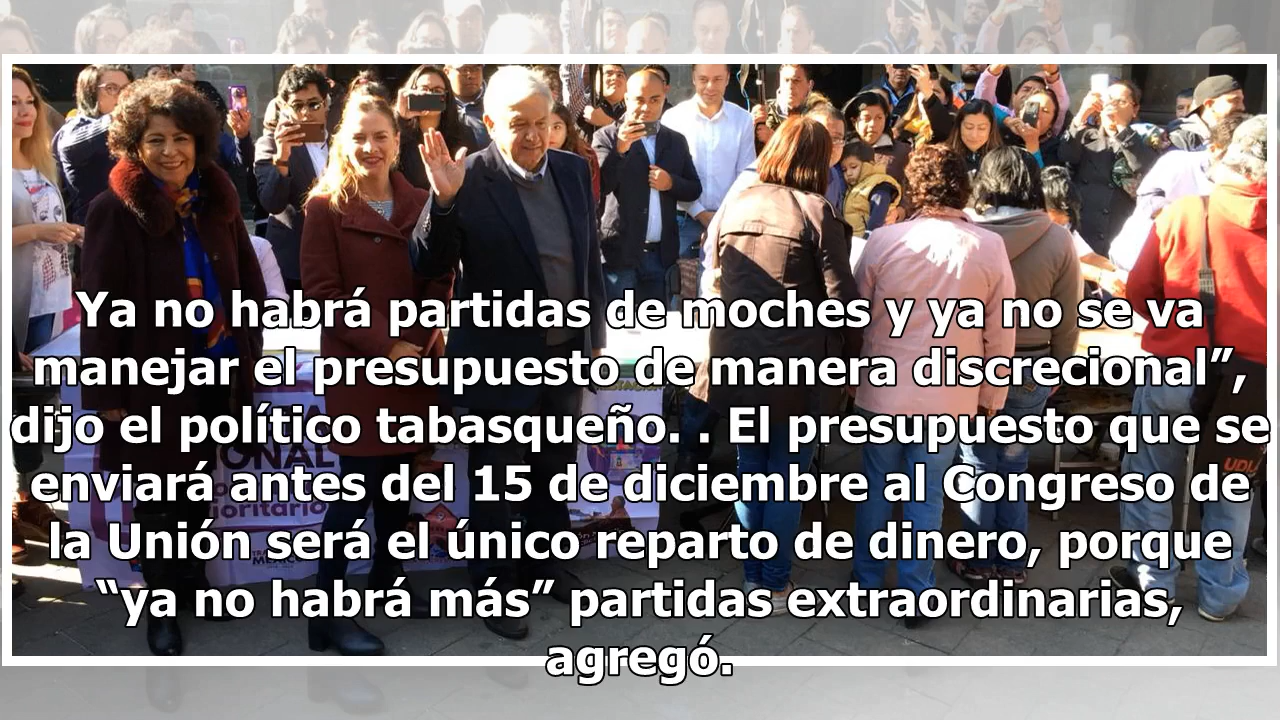 Ya no habrá partidas de moches y ya no se va
manejar el presupuesto de manera discrecional”,
dijo el político tabasqueño. . El presupuesto que se
enviará antes del 15 de diciembre al Congreso de
la Unión será el único reparto de dinero, porque
“ya no habrá más” partidas extraordinarias,
agregó.